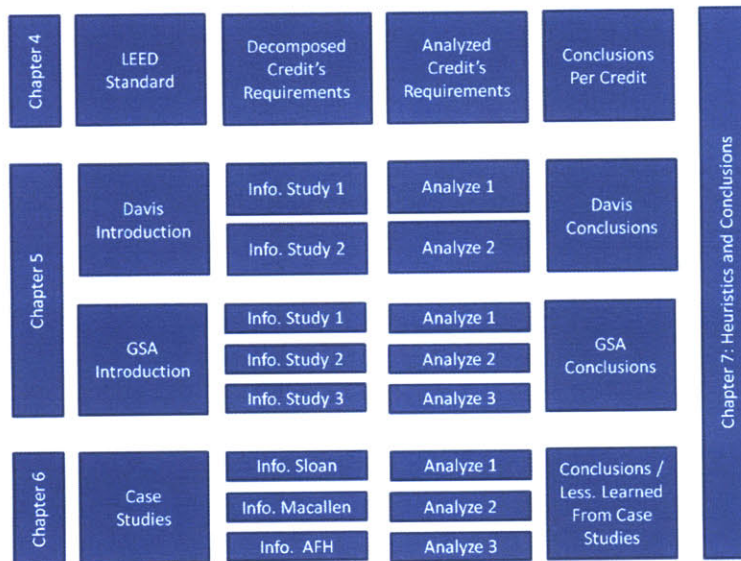 Chapter 4
LEED
Standard
Decomposed
Credit's
Requirements
Analyzed
Credit's
Requirements
Conclusions
Per Credit
Chapter 5
Davis
Introduction
Info. Study 1
Analyze 1
Info. Study 2
Analyze 2
Davis
Conclusions
GSA
Introduction
Info. Study 1
Analyze 1
Info. Study 2
Analyze 2
Info. Study 3
Analyze 3
GSA
Conclusions
Chapter 6
Case
Studies
Info. Sloan
Analyze 1
Info. Macallen
Analyze 2
Info. AFH
Analyze 3
Conclusions /
Less. Learned
From Case
Studies
Chapter 7: Heuristics and Conclusions